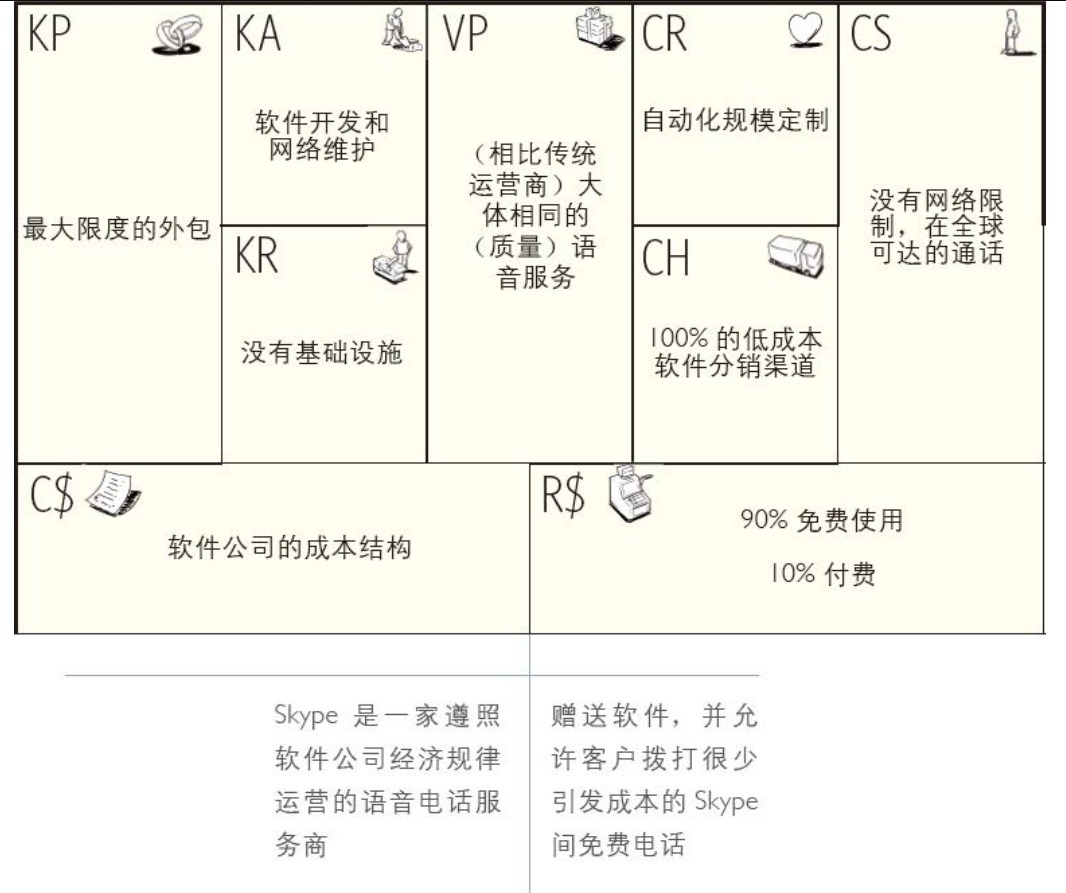 KP
最大限度的外包
KA
软件开发和
网络维护
KR
没有基础设施
VP
（相比传统
运营商）大
体相同的
（质量）语
音服务
CR
自动化规模定制
CH
100% 的低成本
软件分销渠道
CS
没有网络限
制，在全球
可达的通话
C$
软件公司的成本结构
R$
90% 免费使用
10% 付费
Skype 是一家遵照
软件公司经济规律
运营的语音电话服
务商
赠送软件，并允
许客户拨打很少
引发成本的 Skype
间免费电话